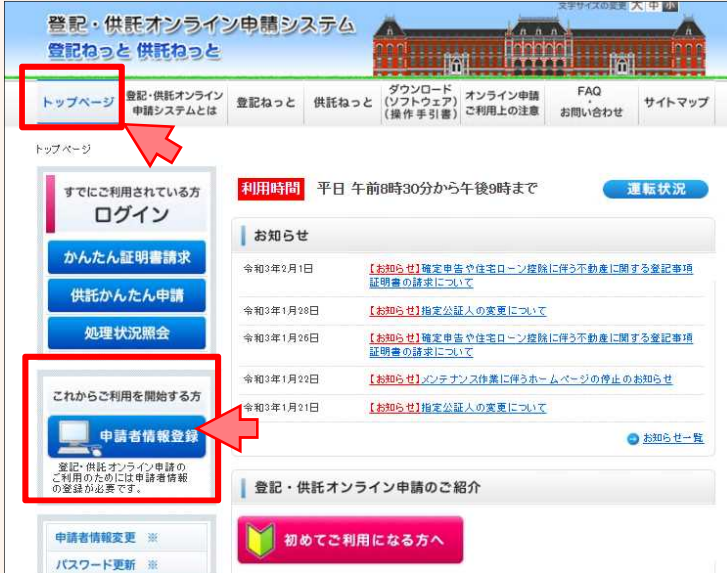 文字サイズの変更 大 中 小
登記・供託オンライン申請システム
登記ねっと 供託ねっと
トップページ
登記・供託オンライン
申請システムとは
登記ねっと
供託ねっと
ダウンロード
(ソフトウェア)
(操作手引書)
オンライン申請
ご利用上の注意
FAQ
・
お問い合わせ
サイトマップ
トップページ
すでにご利用されている方
ログイン
かんたん証明書請求
供託かんたん申請
処理状況照会
これからご利用を開始する方
申請者情報登録
登記・供託オンライン申請の
ご利用のためには申請者情報
の登録が必要です。
申請者情報変更 ※
パスワード更新 ※
利用時間 平日 午前8時30分から午後9時まで
運転状況
お知らせ
令和3年2月1日 【お知らせ】確定申告や住宅ローン控除に伴う不動産に関する登記事項
証明書の請求について
令和3年1月28日 【お知らせ】指定公証人の変更について
令和3年1月26日 【お知らせ】確定申告や住宅ローン控除に伴う不動産に関する登記事項
証明書の請求について
令和3年1月22日 【お知らせ】メンテナンス作業に伴うホームページの停止のお知らせ
令和3年1月21日 【お知らせ】指定公証人の変更について
お知らせ一覧
登記・供託オンライン申請のご紹介
初めてご利用になる方へ